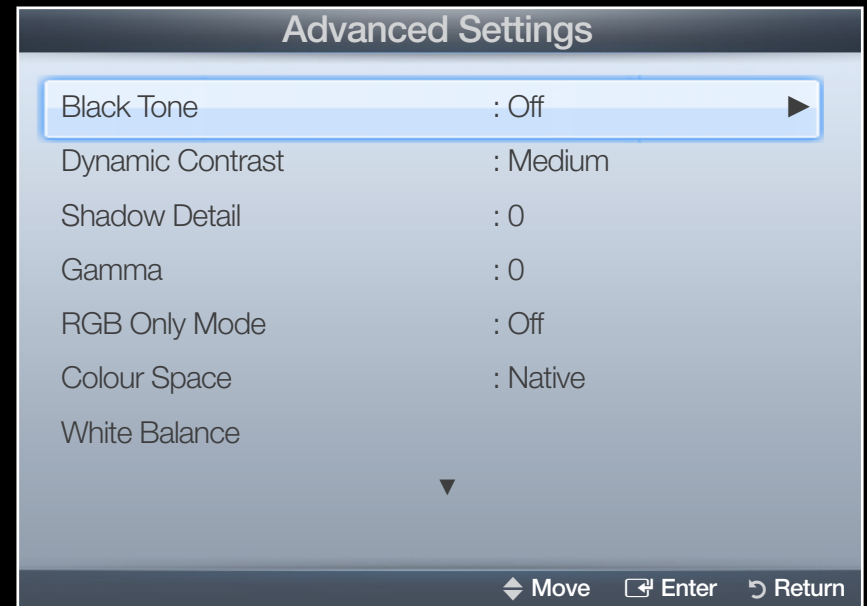 Advanced Settings
Black Tone : Off ►
Dynamic Contrast : Medium
Shadow Detail : 0
Gamma : 0
RGB Only Mode : Off
Colour Space : Native
White Balance
▼
Move Enter Return